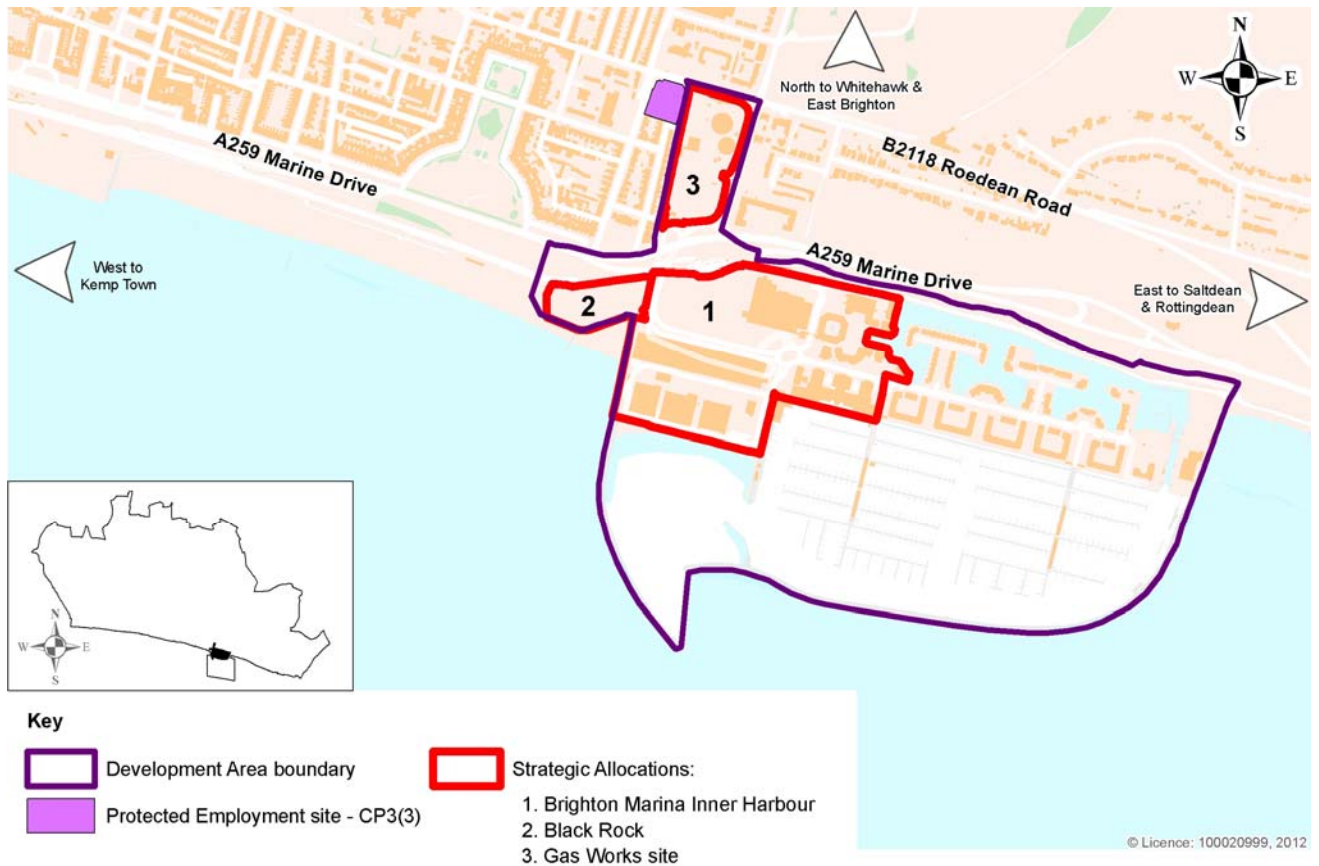 North to Whitehawk &
East Brighton
N
W
E
S
A259 Marine Drive
B2118 Roedean Road
3
West to
Kemp Town
A259 Marine Drive
East to Saltdean
& Rottingdean
2
1
N
W
E
S
Key
Development Area boundary
Protected Employment site - CP3(3)
Strategic Allocations:
1. Brighton Marina Inner Harbour
2. Black Rock
3. Gas Works site
© Licence: 100020999, 2012